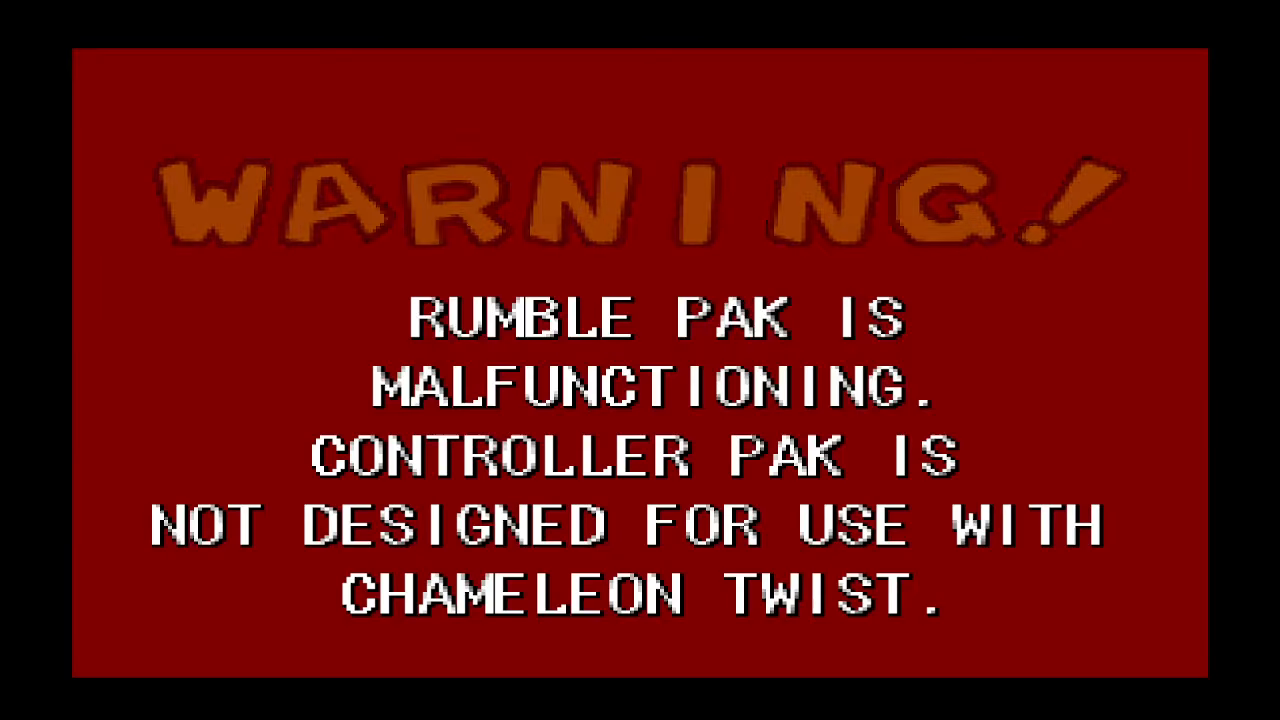 WARNING!
RUMBLE PAK IS
MALFUNCTIONING.
CONTROLLER PAK IS
NOT DESIGNED FOR USE WITH
CHAMELEON TWIST.